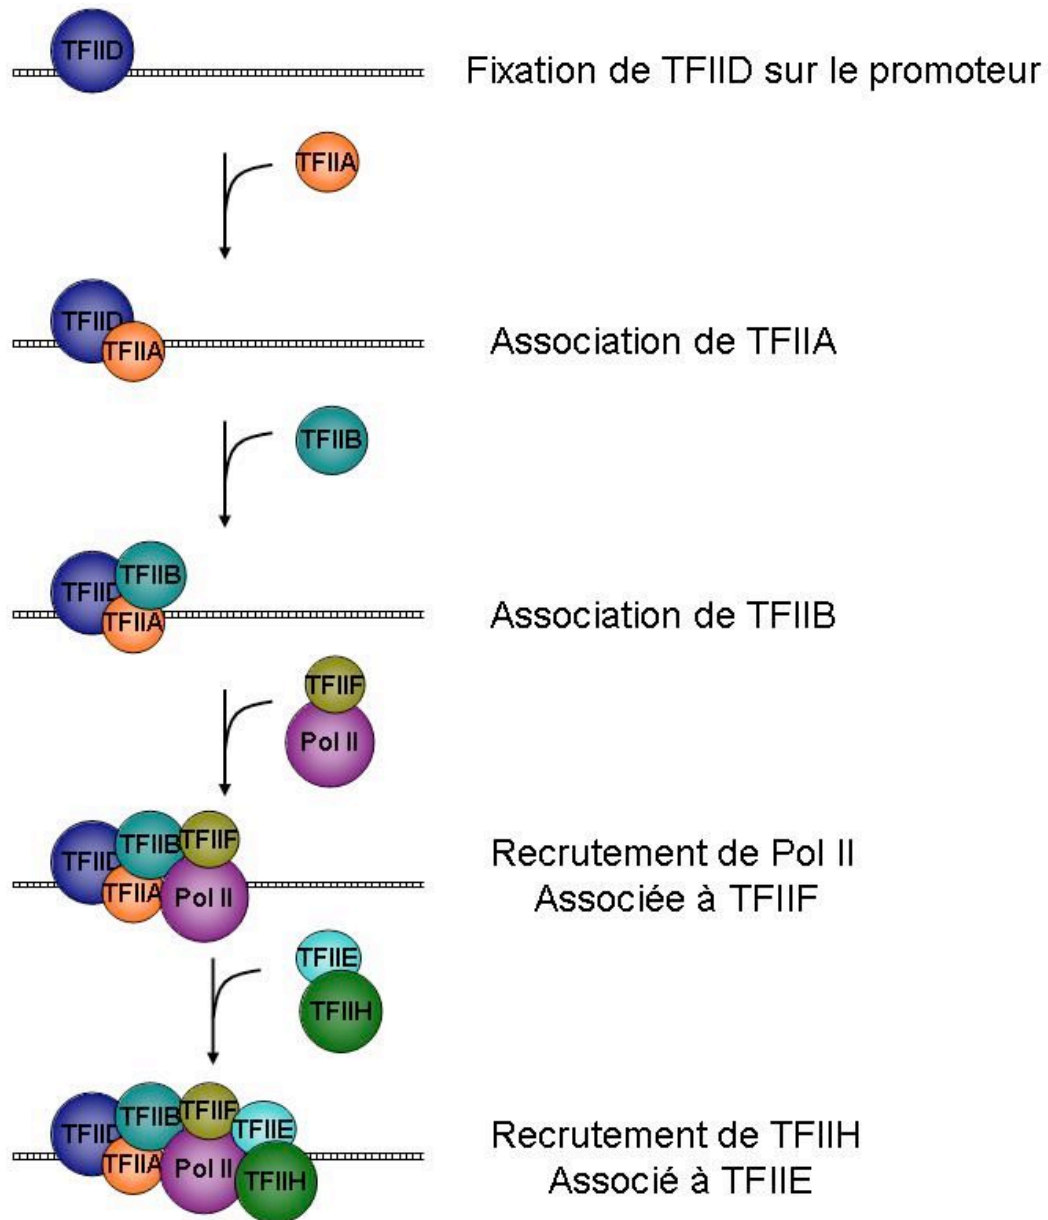 TFIID
Fixation de TFIID sur le promoteur
TFIIA
TFIID
TFIIA
Association de TFIIA
TFIIB
TFIID
TFIIB
TFIIA
Association de TFIIB
TFIIF
Pol II
TFIID
TFIIB
TFIIF
TFIIA
Pol II
Recrutement de Pol II
Associée à TFIIF
TFIIE
TFIIH
TFIID
TFIIB
TFIIF
TFIIE
TFIIA
Pol II
TFIIH
Recrutement de TFIIH
Associé à TFIIE